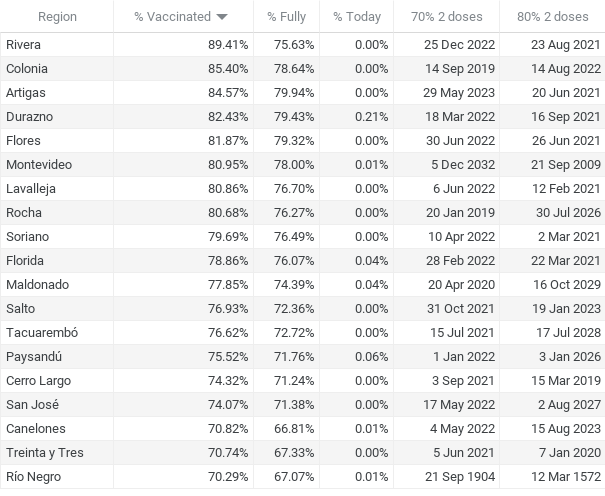 Region % Vaccinated % Fully % Today 70% 2 doses 80% 2 doses
Rivera 89.41% 75.63% 0.00% 25 Dec 2022 23 Aug 2021
Colonia 85.40% 78.64% 0.00% 14 Sep 2019 14 Aug 2022
Artigas 84.57% 79.94% 0.00% 29 May 2023 20 Jun 2021
Durazno 82.43% 79.43% 0.21% 18 Mar 2022 16 Sep 2021
Flores 81.87% 79.32% 0.00% 30 Jun 2022 26 Jun 2021
Montevideo 80.95% 78.00% 0.01% 5 Dec 2032 21 Sep 2009
Lavalleja 80.86% 76.70% 0.00% 6 Jun 2022 12 Feb 2021
Rocha 80.68% 76.27% 0.00% 20 Jan 2019 30 Jul 2026
Soriano 79.69% 76.49% 0.00% 10 Apr 2022 2 Mar 2021
Florida 78.86% 76.07% 0.04% 28 Feb 2022 22 Mar 2021
Maldonado 77.85% 74.39% 0.04% 20 Apr 2020 16 Oct 2029
Salto 76.93% 72.36% 0.00% 31 Oct 2021 19 Jan 2023
Tacuarembó 76.62% 72.72% 0.00% 15 Jul 2021 17 Jul 2028
Paysandú 75.52% 71.76% 0.06% 1 Jan 2022 3 Jan 2026
Cerro Largo 74.32% 71.24% 0.00% 3 Sep 2021 15 Mar 2019
San José 74.07% 71.38% 0.00% 17 May 2022 2 Aug 2027
Canelones 70.82% 66.81% 0.01% 4 May 2022 15 Aug 2023
Treinta y Tres 70.74% 67.33% 0.00% 5 Jun 2021 7 Jan 2020
Río Negro 70.29% 67.07% 0.01% 21 Sep 1904 12 Mar 1572